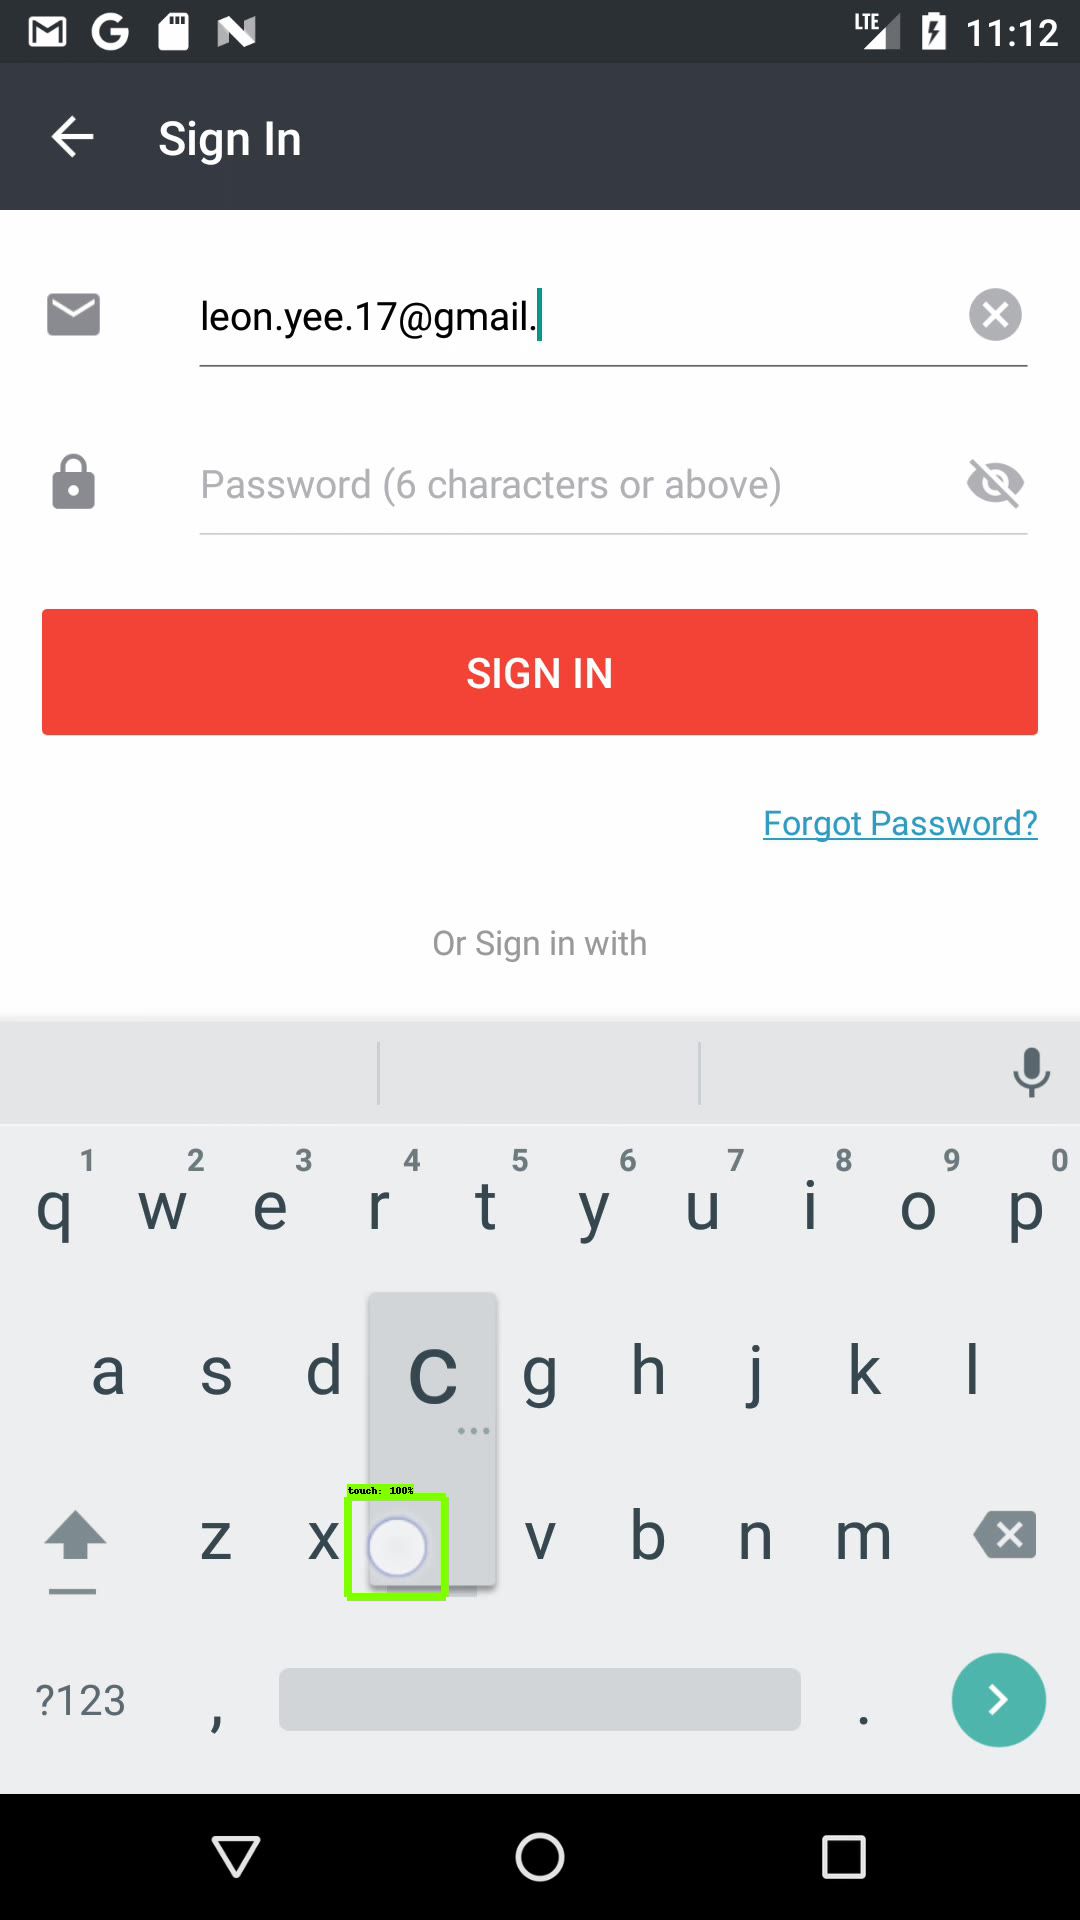 LTE 11:12
Sign In
leon.yee.17@gmail.
Password (6 characters or above)
SIGN IN
Forgot Password?
Or Sign in with
1 2 3 4 5 6 7 8 9 0
q w e r t y u i o p
a s d c g h j k l
touch: 100%
z x v b n m
?123 , .